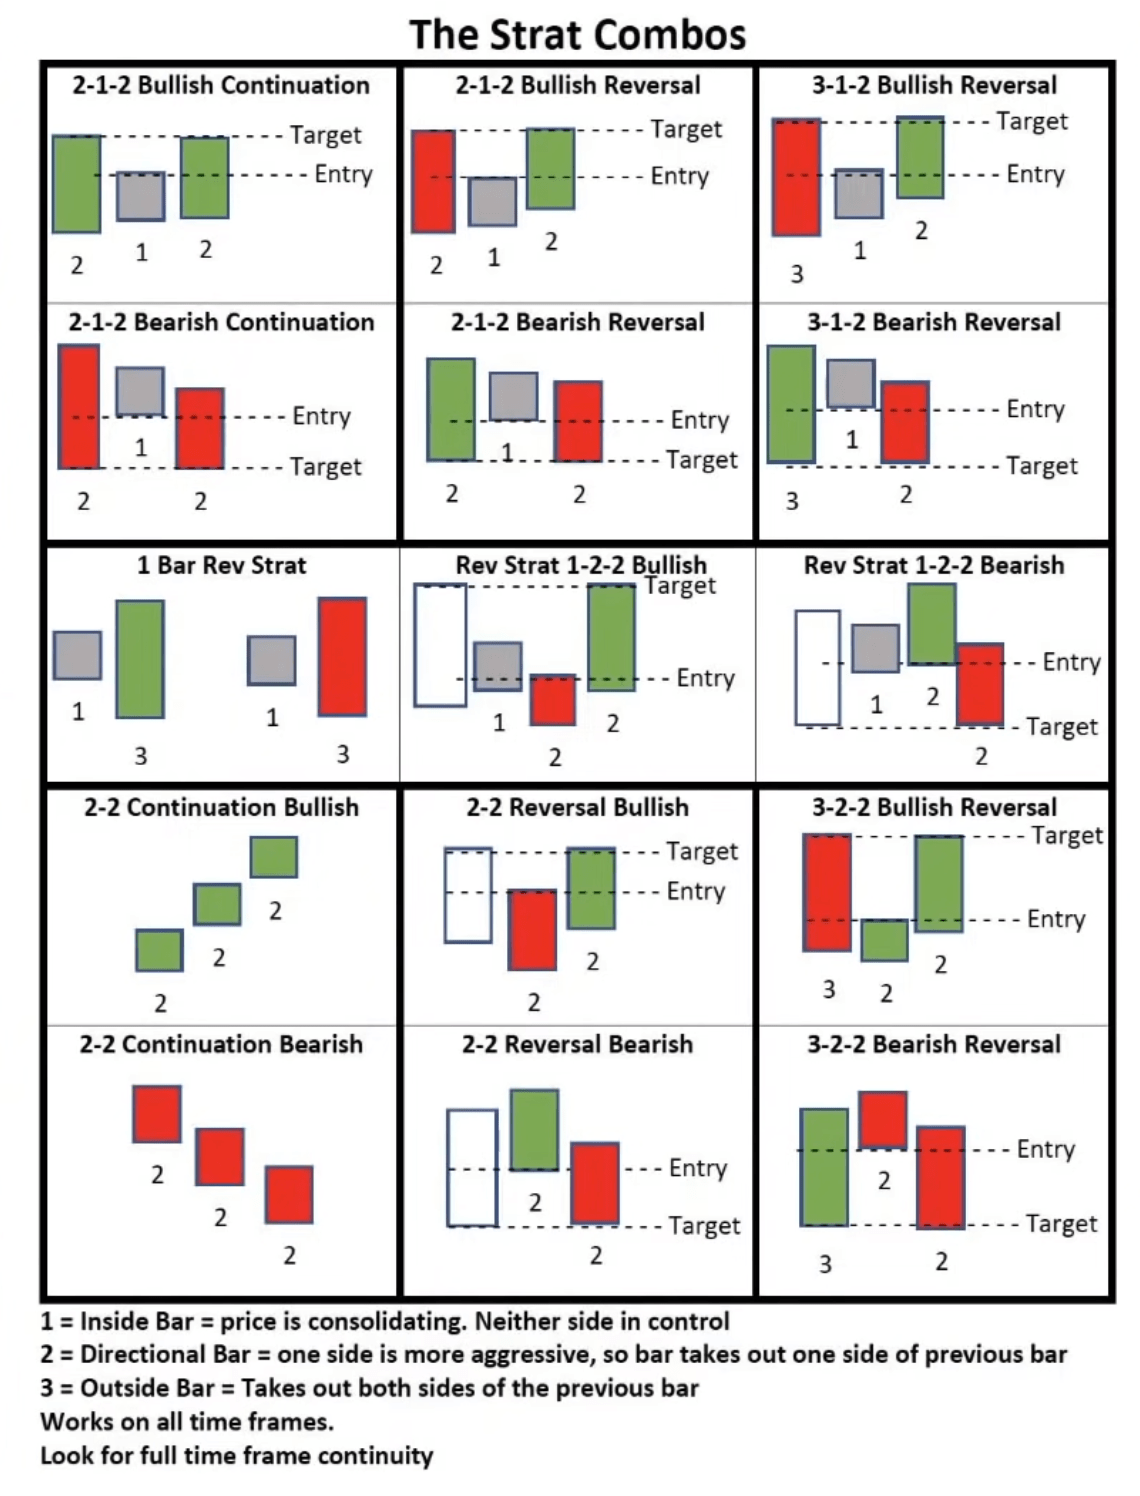 The Strat Combos
2-1-2 Bullish Continuation
Target
Entry
2
1
2
2-1-2 Bullish Reversal
Target
Entry
2
1
2
3-1-2 Bullish Reversal
Target
Entry
3
1
2
2-1-2 Bearish Continuation
Entry
Target
2
1
2
2-1-2 Bearish Reversal
Entry
Target
2
1
2
3-1-2 Bearish Reversal
Entry
Target
3
1
2
1 Bar Rev Strat
1
3
1
3
Rev Strat 1-2-2 Bullish
Target
Entry
1
2
2
Rev Strat 1-2-2 Bearish
Entry
Target
1
2
2
2-2 Continuation Bullish
2
2
2
2-2 Reversal Bullish
Target
Entry
2
2
3-2-2 Bullish Reversal
Target
Entry
3
2
2
2-2 Continuation Bearish
2
2
2
2-2 Reversal Bearish
Entry
Target
2
2
3-2-2 Bearish Reversal
Entry
Target
3
2
2
1 = Inside Bar = price is consolidating. Neither side in control
2 = Directional Bar = one side is more aggressive, so bar takes out one side of previous bar
3 = Outside Bar = Takes out both sides of the previous bar
Works on all time frames.
Look for full time frame continuity